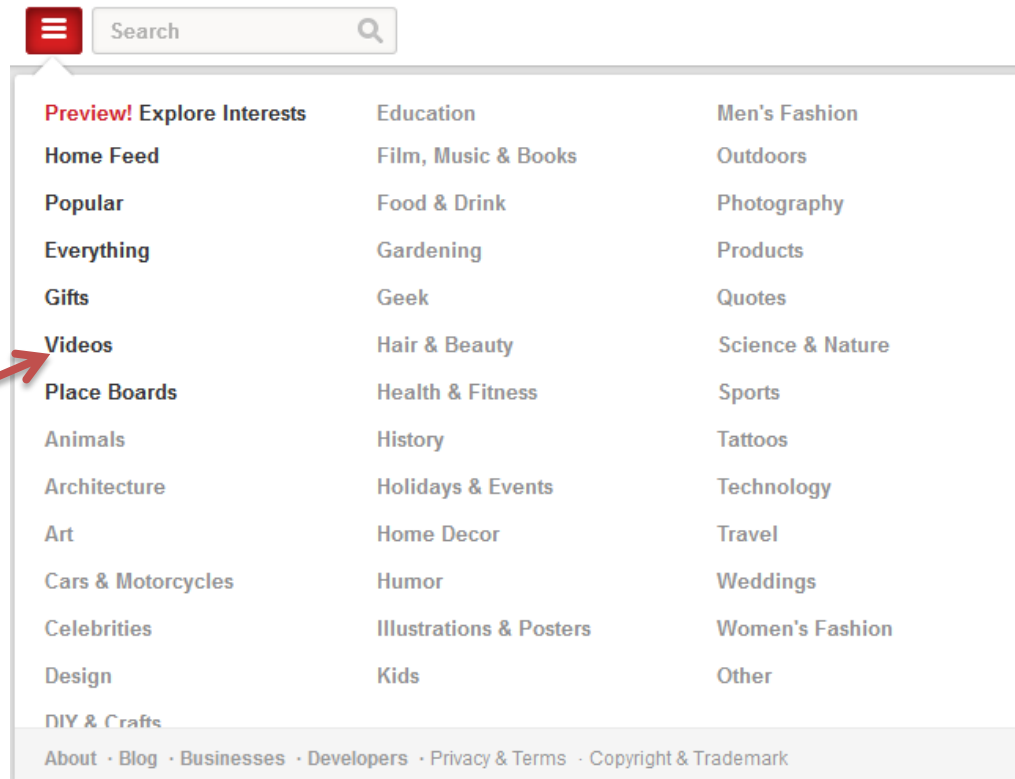 Search
Preview! Explore Interests
Home Feed
Popular
Everything
Gifts
Videos
Place Boards
Animals
Architecture
Art
Cars & Motorcycles
Celebrities
Design
DIY & Crafts
Education
Film, Music & Books
Food & Drink
Gardening
Geek
Hair & Beauty
Health & Fitness
History
Holidays & Events
Home Decor
Humor
Illustrations & Posters
Kids
Men's Fashion
Outdoors
Photography
Products
Quotes
Science & Nature
Sports
Tattoos
Technology
Travel
Weddings
Women's Fashion
Other
About · Blog · Businesses · Developers · Privacy & Terms · Copyright & Trademark